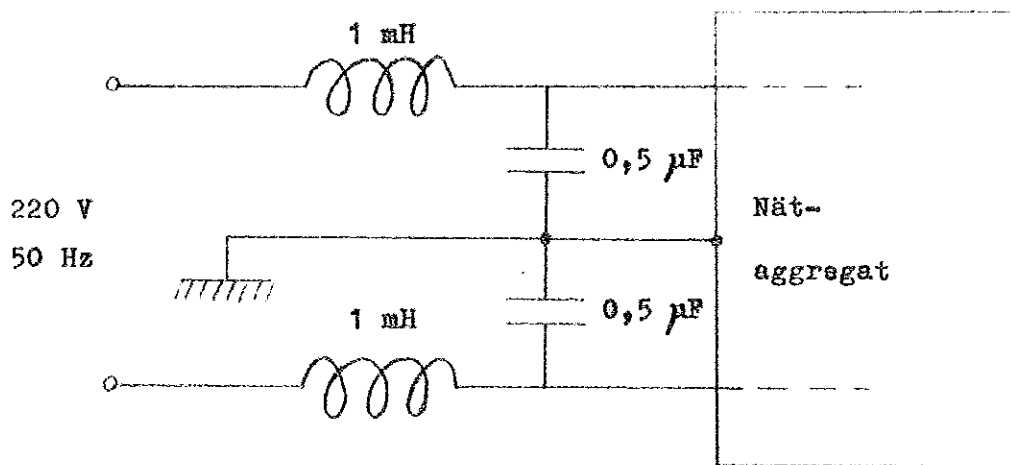 1 mH
0,5 µF
220 V
50 Hz
Nät-
aggregat
0,5 µF
1 mH